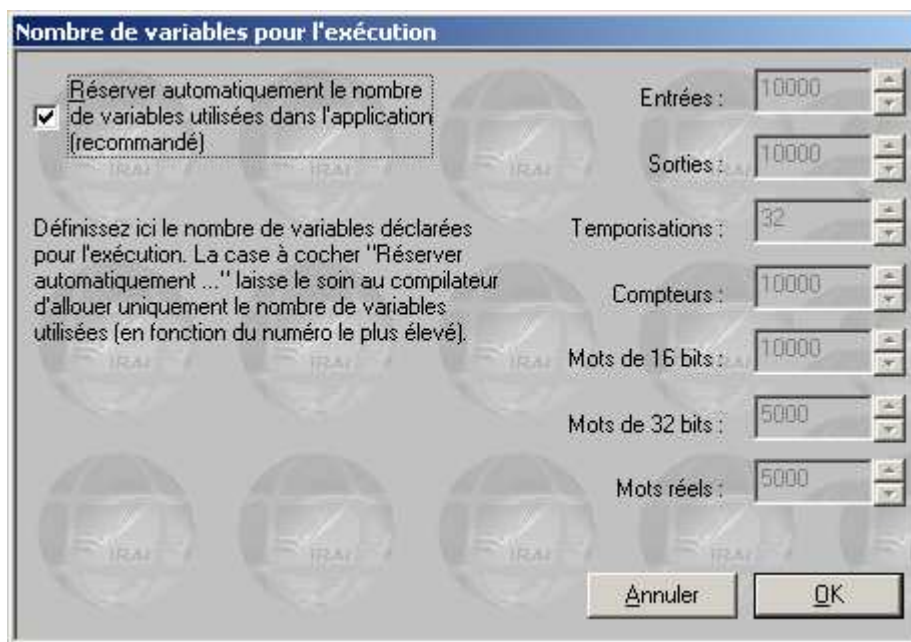 Nombre de variables pour l'exécution
Réserver automatiquement le nombre
de variables utilisées dans l'application
(recommandé)
Définissez ici le nombre de variables déclarées
pour l'exécution. La case à cocher "Réserver
automatiquement ..." laisse le soin au compilateur
d'allouer uniquement le nombre de variables
utilisées (en fonction du numéro le plus élevé).
Entrées : 10000
Sorties : 10000
Temporisations : 32
Compteurs : 10000
Mots de 16 bits : 10000
Mots de 32 bits : 5000
Mots réels : 5000
Annuler OK
IRAI